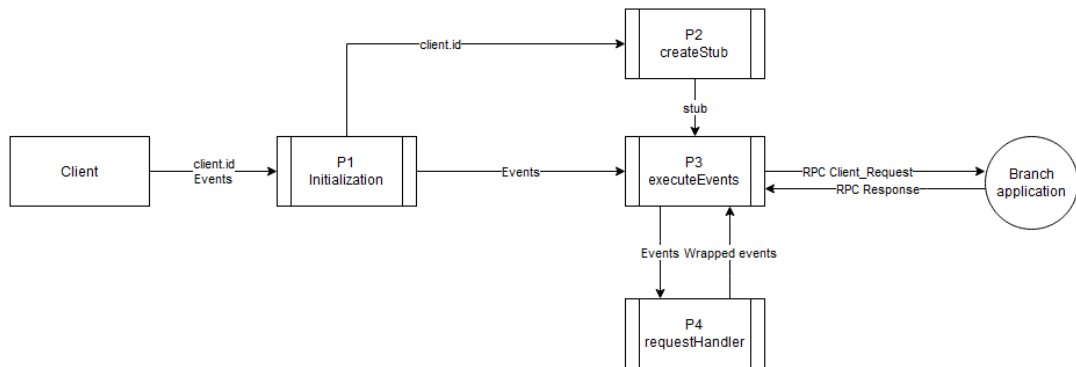 P2
createStub
client.id
stub
Client
client.id
Events
P1
Initialization
Events
P3
executeEvents
RPC Client_Request
RPC Response
Branch
application
Events
Wrapped events
P4
requestHandler